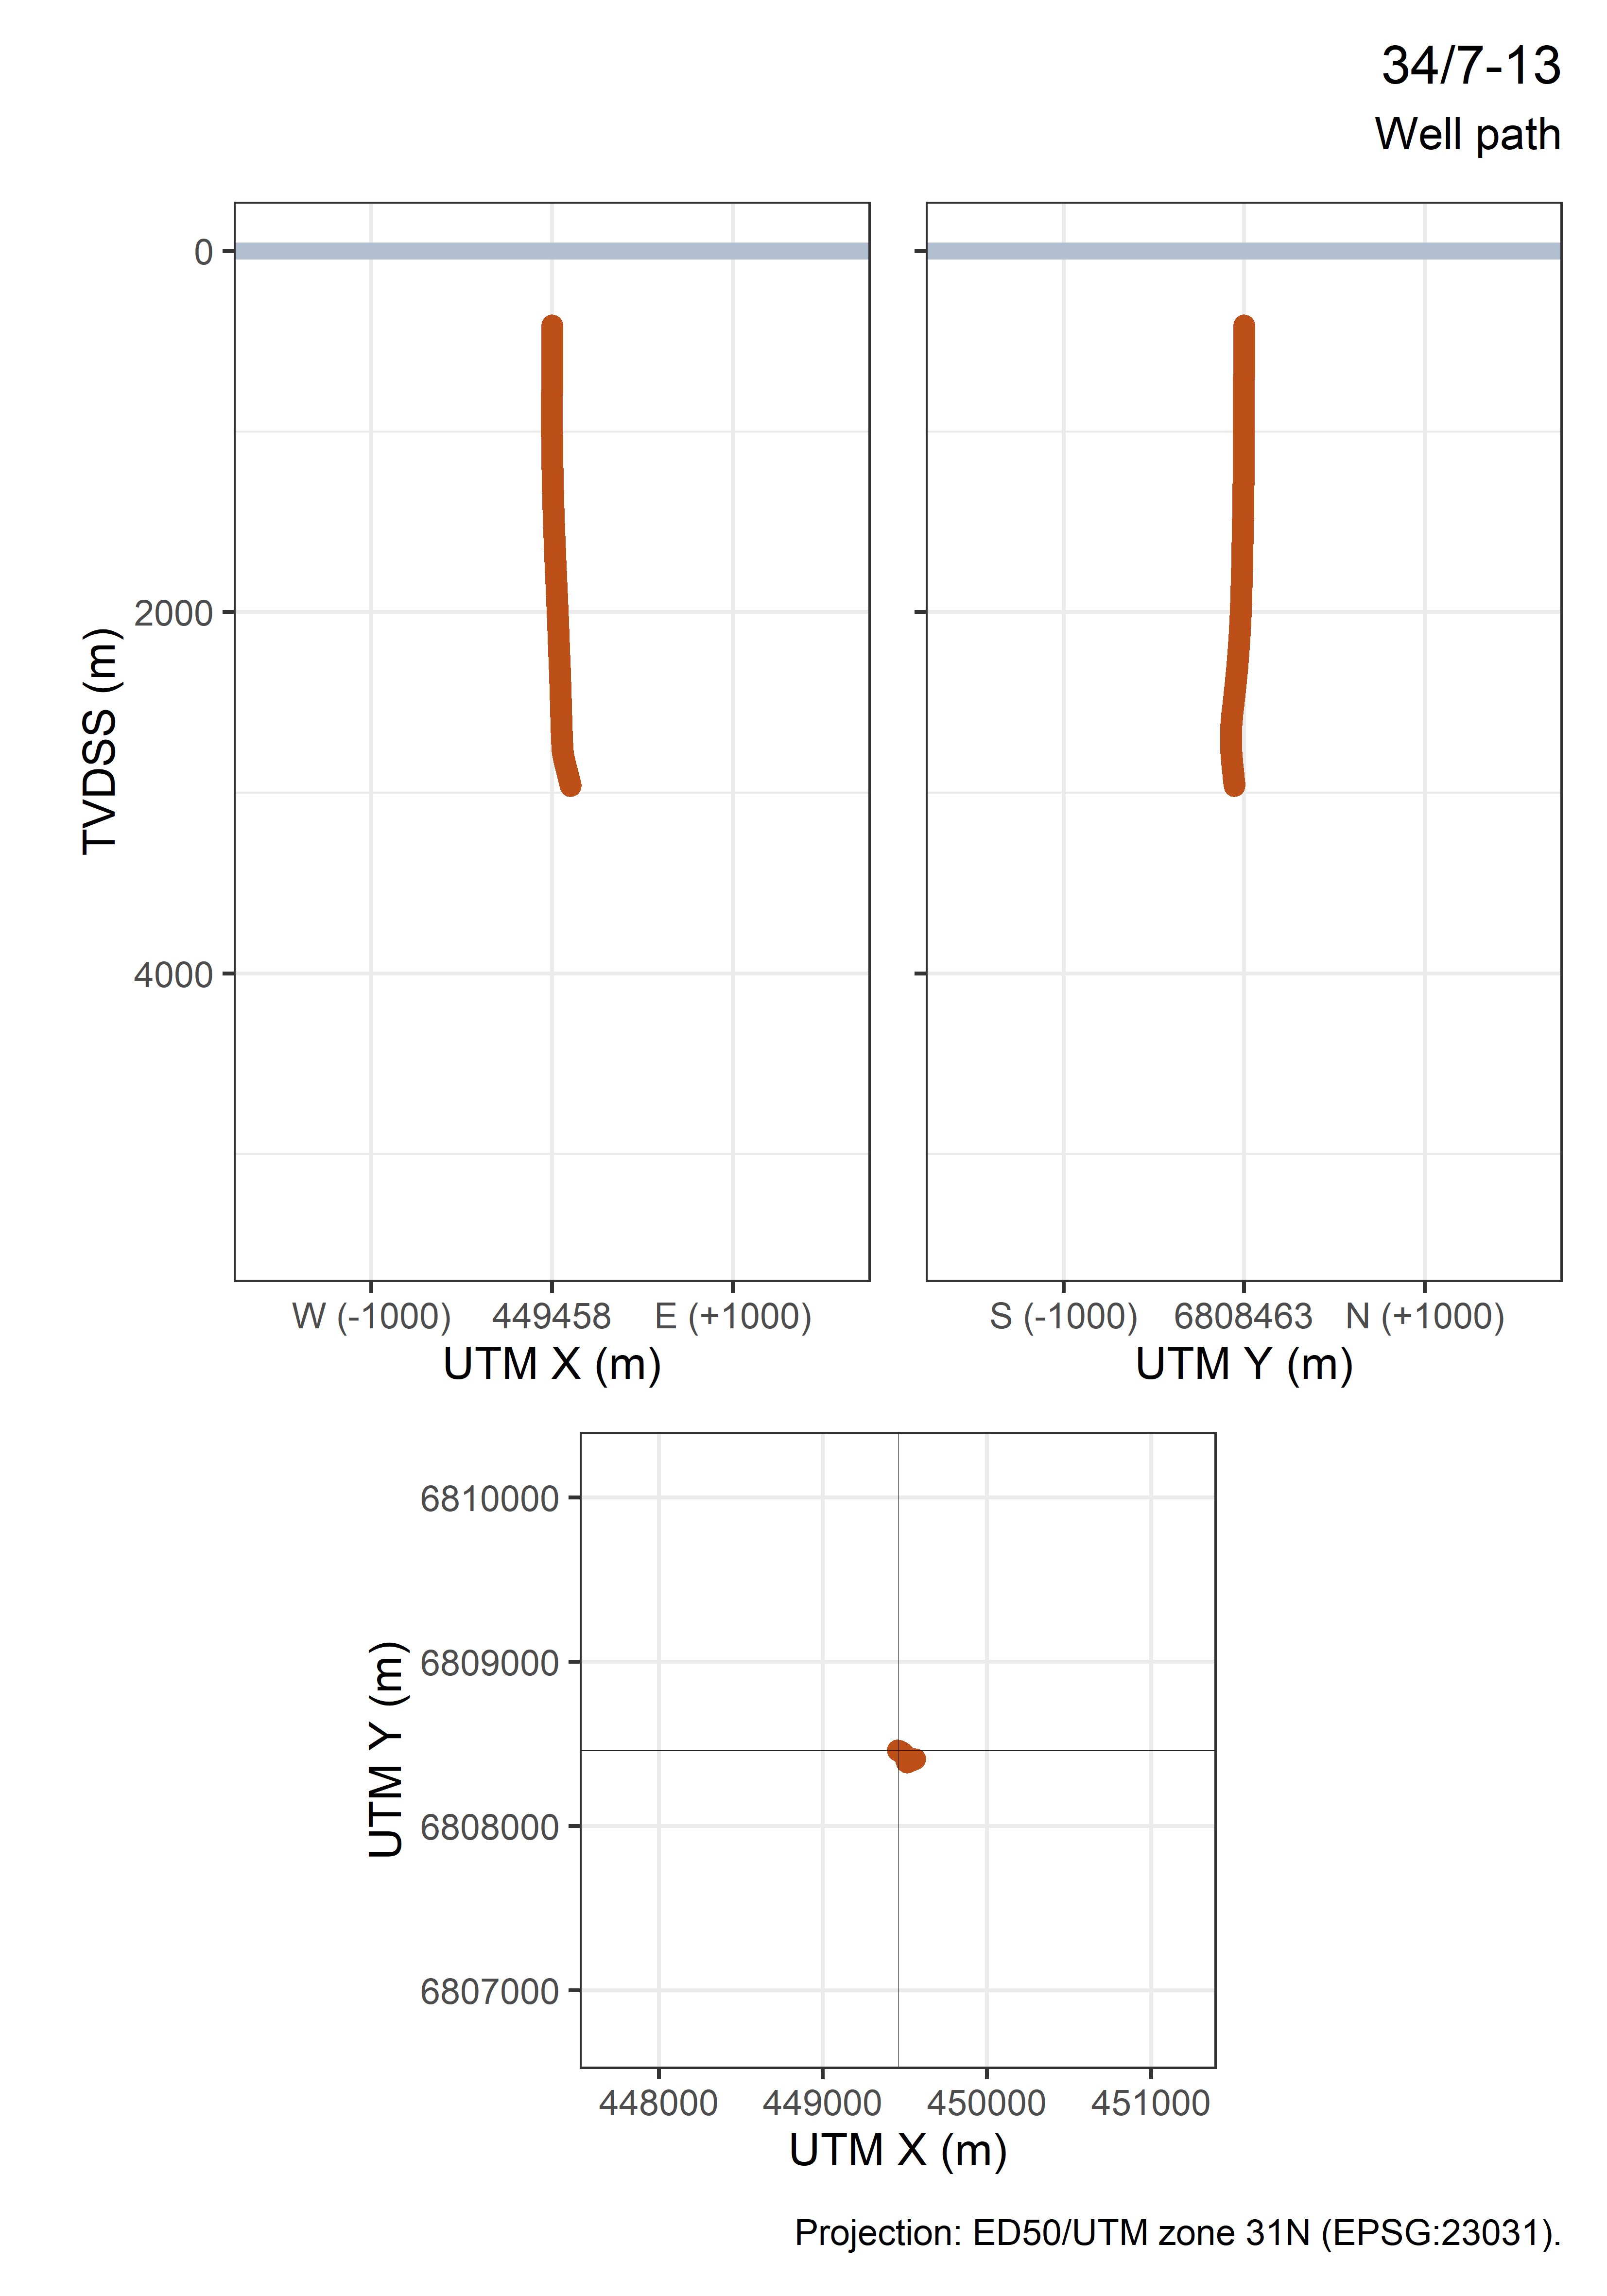 34/7-13
Well path
TVDSS (m)
0
2000
4000
W (-1000) 449458 E (+1000)
UTM X (m)
S (-1000) 6808463 N (+1000)
UTM Y (m)
UTM Y (m)
6810000
6809000
6808000
6807000
448000 449000 450000 451000
UTM X (m)
Projection: ED50/UTM zone 31N (EPSG:23031).